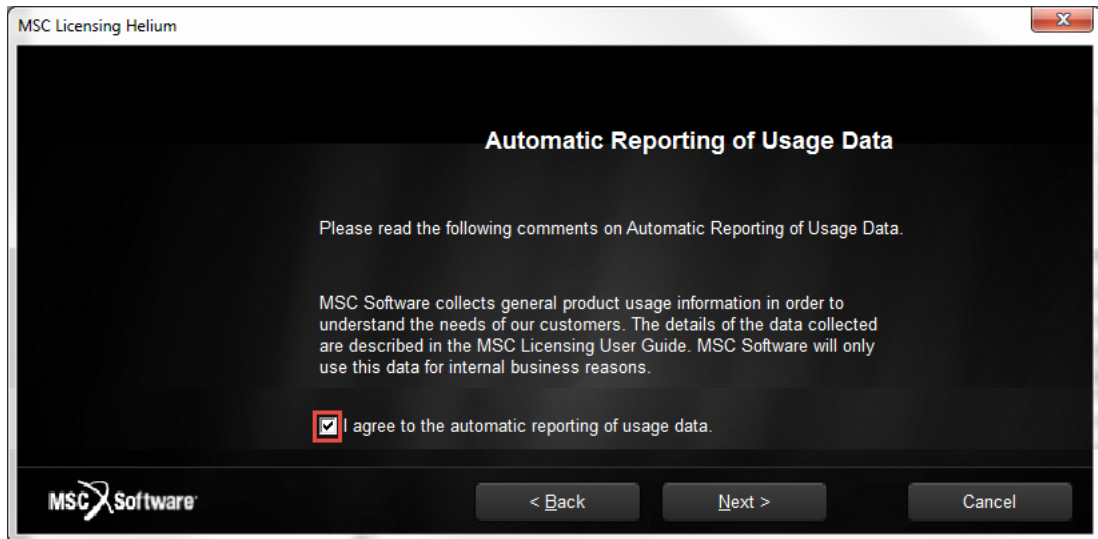 MSC Licensing Helium
Automatic Reporting of Usage Data
Please read the following comments on Automatic Reporting of Usage Data.
MSC Software collects general product usage information in order to
understand the needs of our customers. The details of the data collected
are described in the MSC Licensing User Guide. MSC Software will only
use this data for internal business reasons.
I agree to the automatic reporting of usage data.
MSC Software
< Back
Next >
Cancel